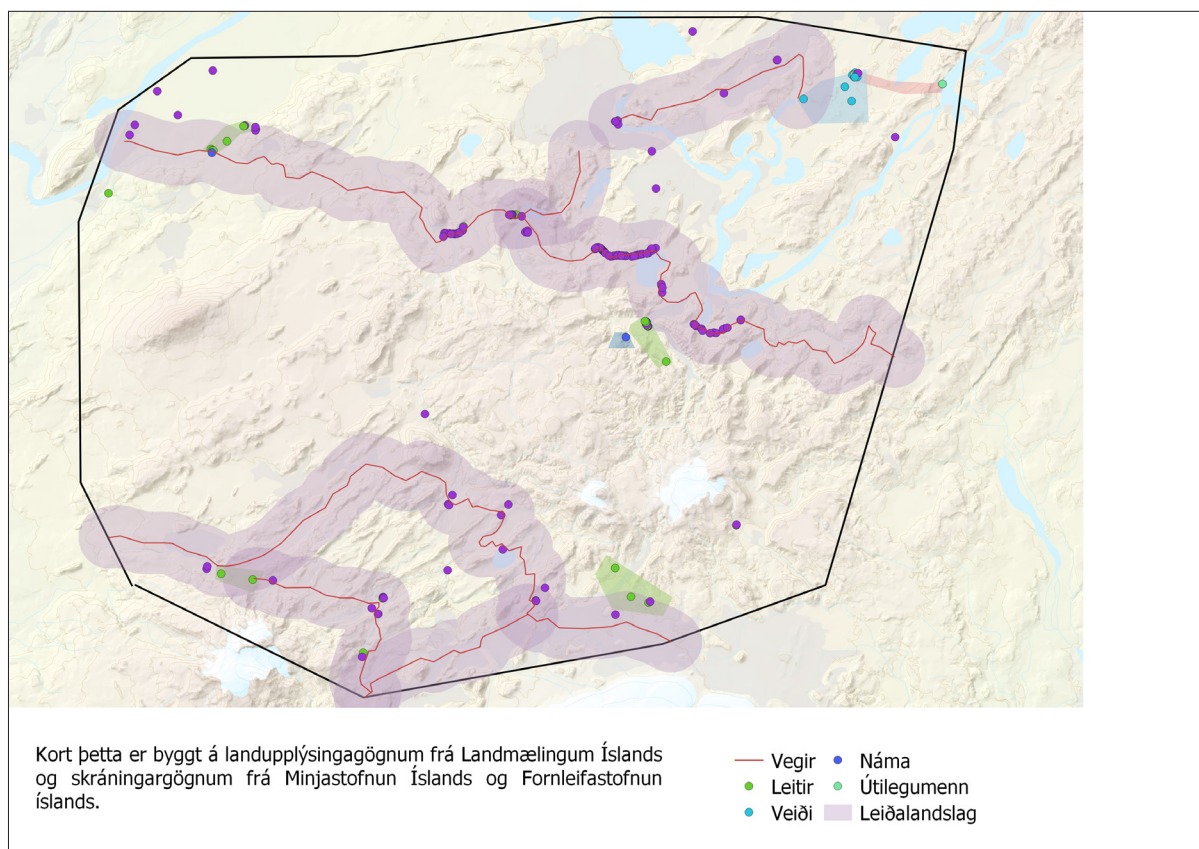 Kort þetta er byggt á landupplýsingagögnum frá Landmælingum Íslands
og skráningargögnum frá Minjastofnun Íslands og Fornleifastofnun
íslands.
Vegir
Náma
Leitir
Útilegumenn
Veiði
Leiðalandslag